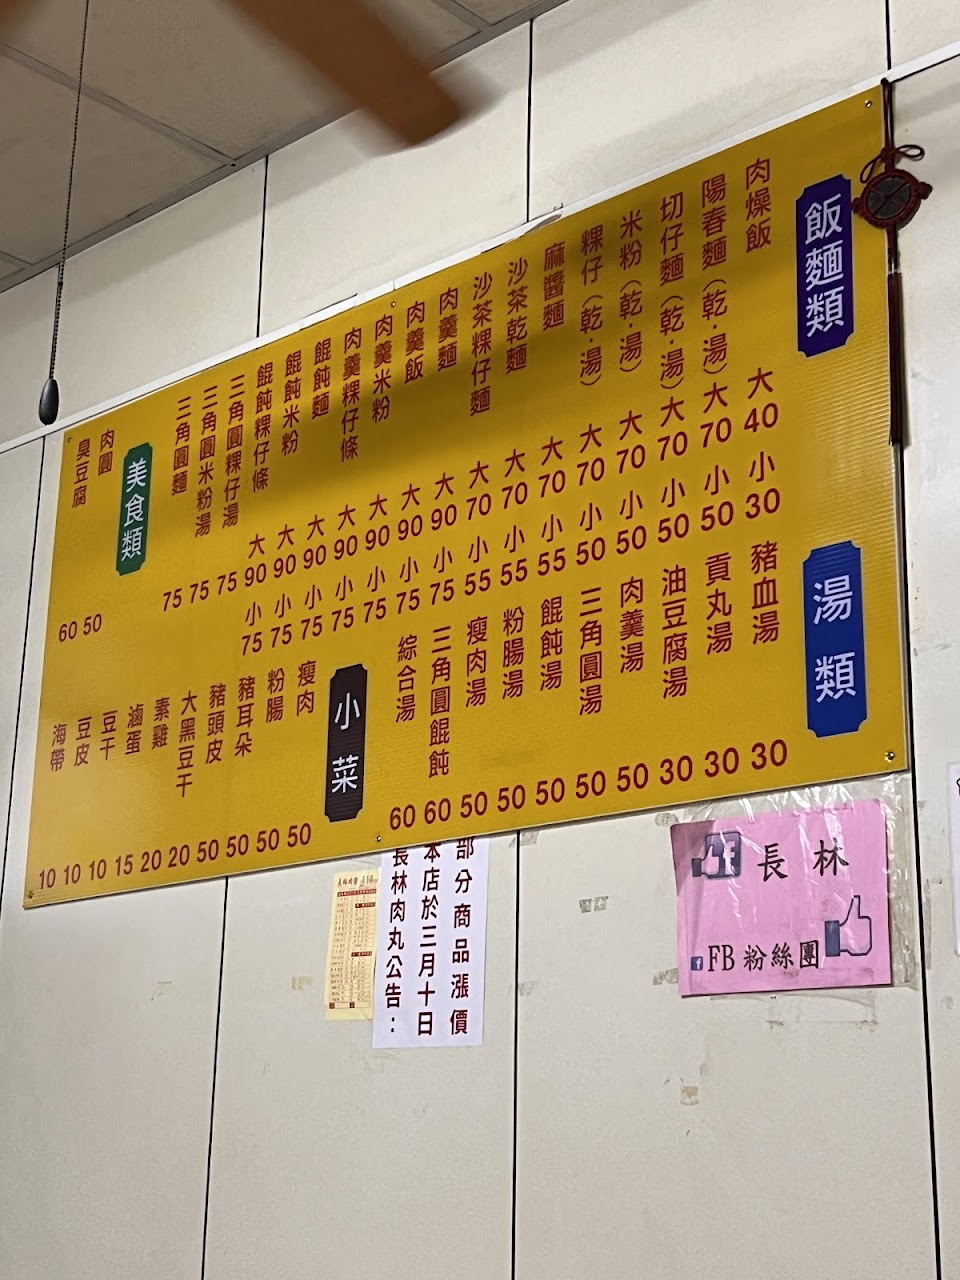 飯麵類
肉燥飯 大40 小30
陽春麵(乾·湯) 大70 小50
切仔麵(乾·湯) 大70 小50
米粉(乾·湯) 大70 小50
粿仔(乾·湯) 大70 小50
麻醬麵 大70 小55
沙茶乾麵 大70 小55
沙茶粿仔麵 大70 小55
肉羹麵 大90 小75
肉羹飯 大90 小75
肉羹米粉 大90 小75
肉羹粿仔條 大90 小75
餛飩麵 大90 小75
餛飩米粉 大90 小75
餛飩粿仔條 大90 小75
三角圓粿仔湯 75
三角圓米粉湯 75
三角圓麵 75
美食類
肉圓 50
臭豆腐 60
湯類
豬血湯 30
貢丸湯 30
油豆腐湯 30
肉羹湯 50
三角圓湯 50
餛飩湯 50
粉腸湯 50
瘦肉湯 50
三角圓餛飩 60
綜合湯 60
小菜
瘦肉 50
粉腸 50
豬耳朵 50
豬頭皮 50
大黑豆干 20
素雞 20
滷蛋 15
豆干 10
豆皮 10
海帶 10
長林肉丸公告:
本店於三月十日
部分商品漲價
長林
FB粉絲團